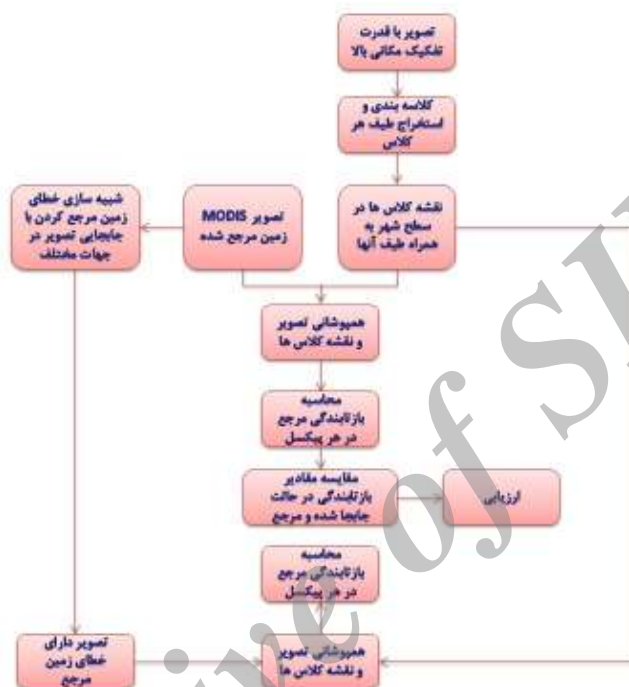 تصویر با قدرت
تفکیک مکانی بالا
کلاسه بندی و
استخراج طیف هر
کلاس
شبیه سازی خطای
زمین مرجع کردن با
جابجایی تصویر در
جهات مختلف
تصویر MODIS
زمین مرجع شده
نقشه کلاس ها در
سطح شهر به
همراه طیف آنها
همپوشانی تصویر
و نقشه کلاس ها
محاسبه
بازتابندگی مرجع
در هر پیکسل
مقایسه مقادیر
بازتابندگی در حالت
جابجا شده و مرجع
ارزیابی
محاسبه
بازتابندگی مرجع
در هر پیکسل
تصویر دارای
خطای زمین
مرجع
همپوشانی تصویر
و نقشه کلاس ها
ive of SI